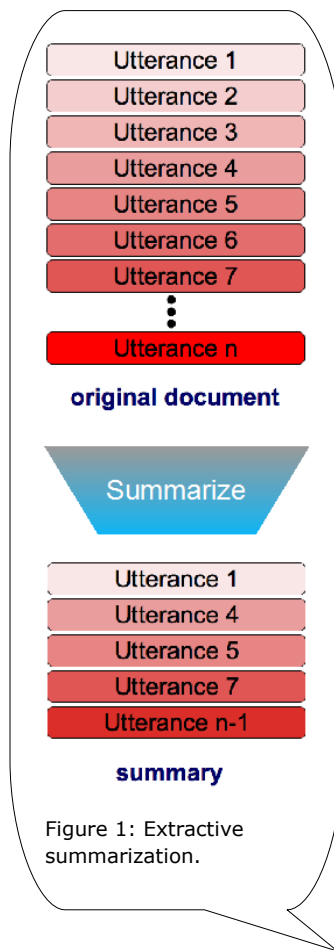 Utterance 1
Utterance 2
Utterance 3
Utterance 4
Utterance 5
Utterance 6
Utterance 7
Utterance n
original document
Summarize
Utterance 1
Utterance 4
Utterance 5
Utterance 7
Utterance n-1
summary
Figure 1: Extractive
summarization.